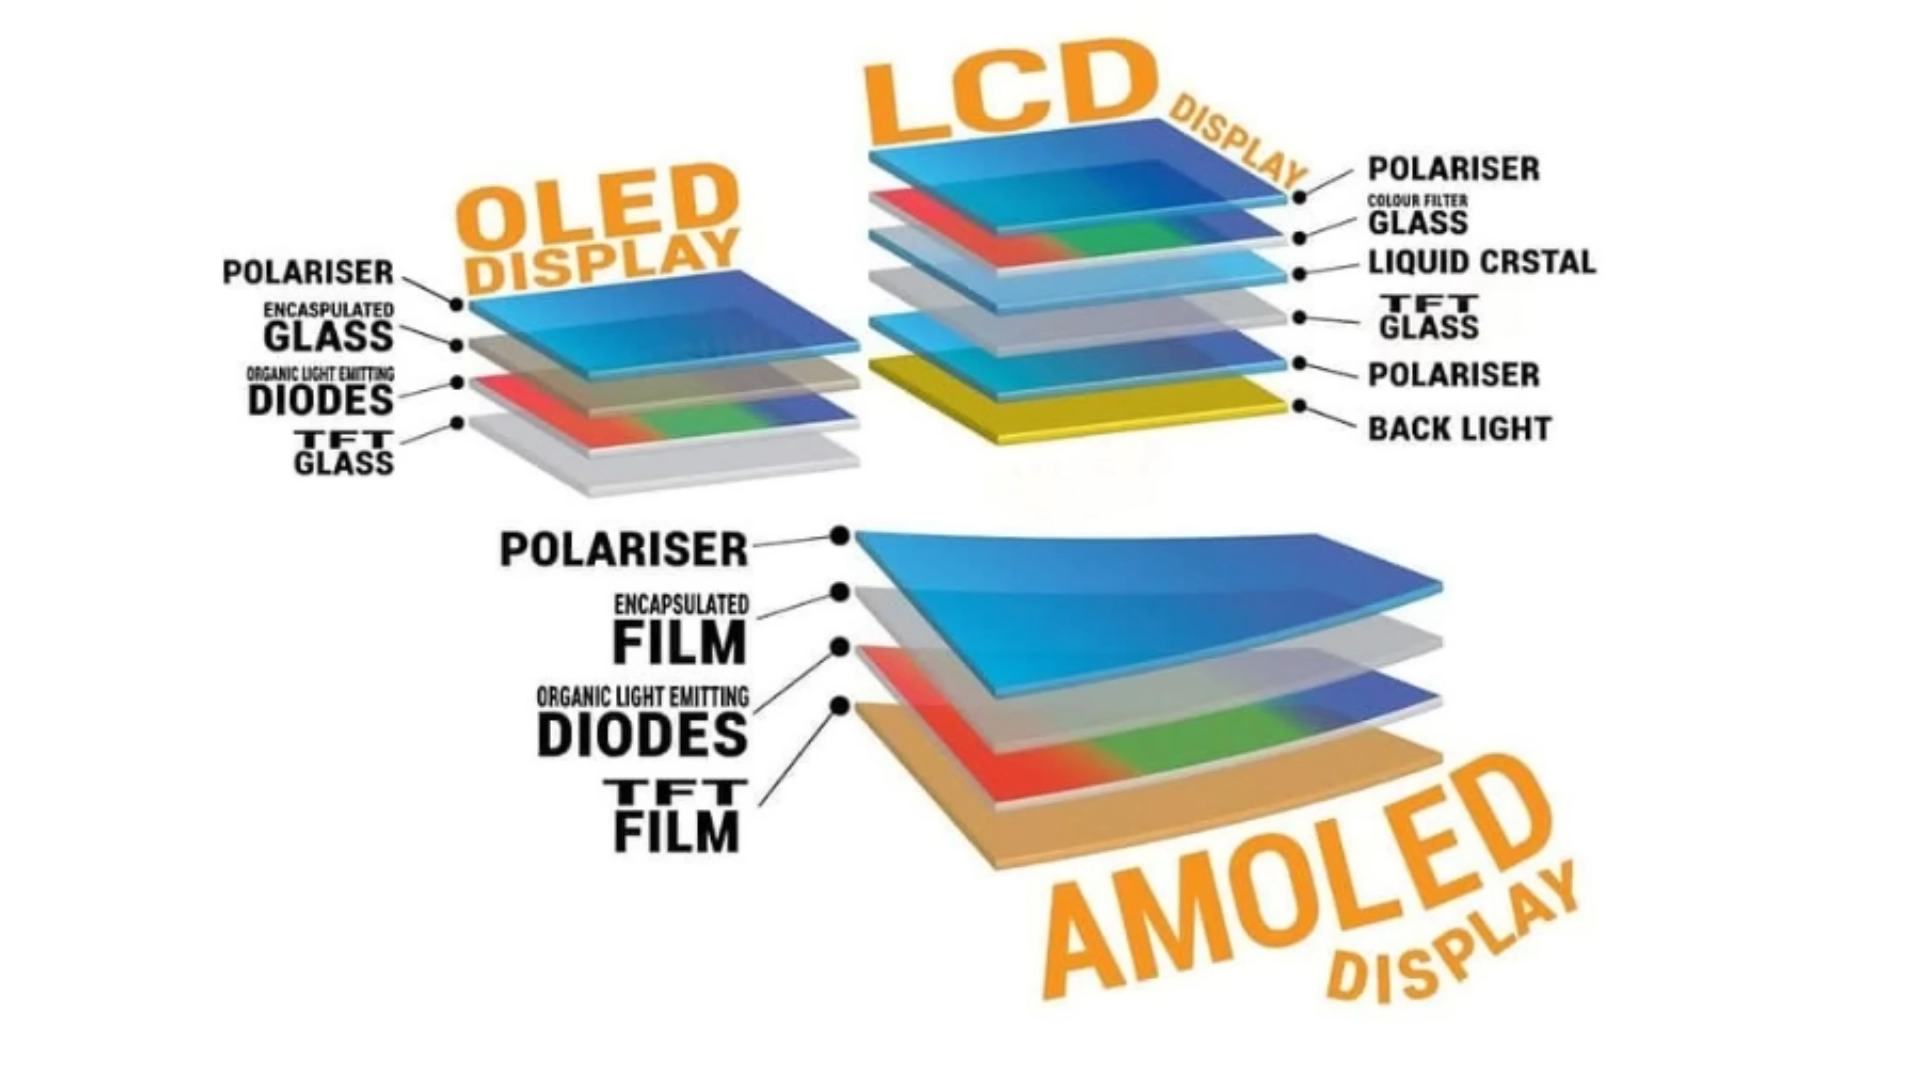 OLED
DISPLAY
POLARISER
ENCASPULATED
GLASS
ORGANIC LIGHT EMITTING
DIODES
TFT
GLASS
LCD
DISPLAY
POLARISER
COLOUR FILTER
GLASS
LIQUID CRSTAL
TFT
GLASS
POLARISER
BACK LIGHT
POLARISER
ENCAPSULATED
FILM
ORGANIC LIGHT EMITTING
DIODES
TFT
FILM
AMOLED
DISPLAY